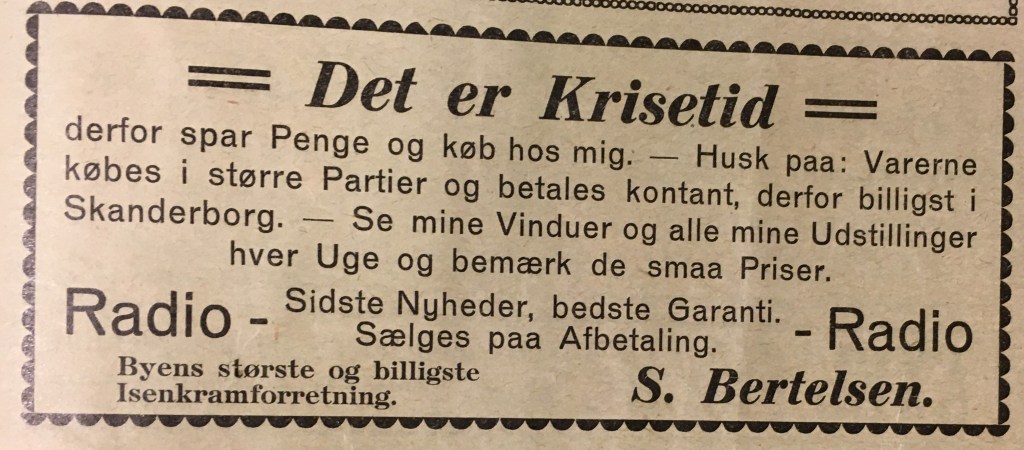 Det er Krisetid
derfor spar Penge og køb hos mig. — Husk paa: Varerne
købes i større Partier og betales kontant, derfor billigst i
Skanderborg. — Se mine Vinduer og alle mine Udstillinger
hver Uge og bemærk de smaa Priser.
Radio - Sidste Nyheder, bedste Garanti. - Radio
Sælges paa Afbetaling.
Byens største og billigste
Isenkramforretning.
S. Bertelsen.